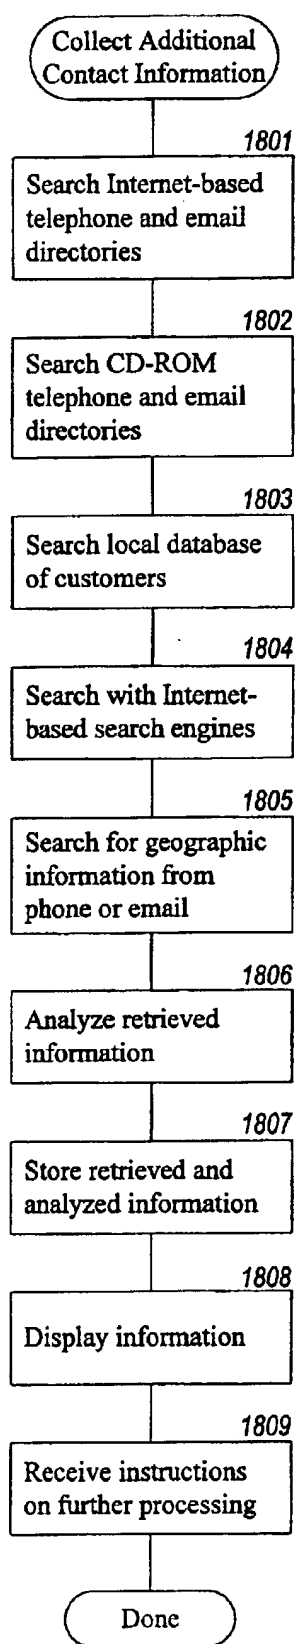 Collect Additional
Contact Information
1801
Search Internet-based
telephone and email
directories
1802
Search CD-ROM
telephone and email
directories
1803
Search local database
of customers
1804
Search with Internet-
based search engines
1805
Search for geographic
information from
phone or email
1806
Analyze retrieved
information
1807
Store retrieved and
analyzed information
1808
Display information
1809
Receive instructions
on further processing
Done